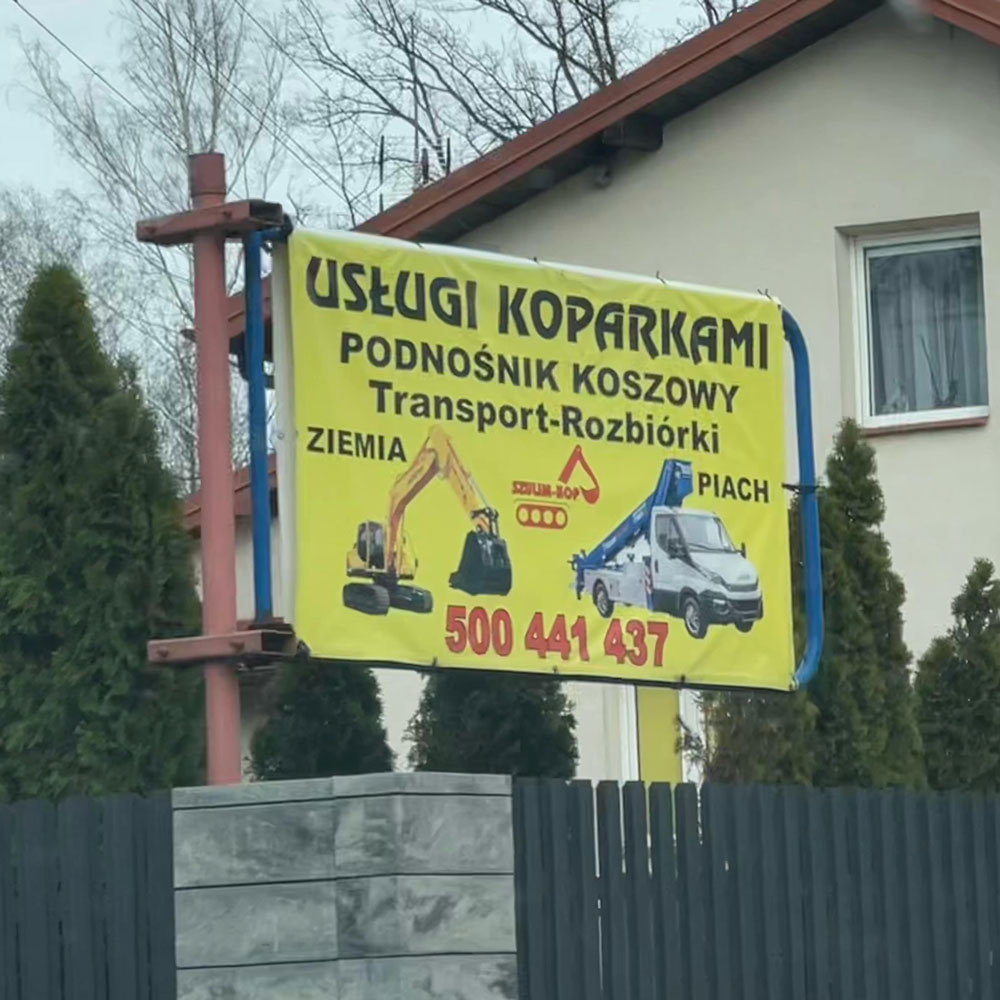 USŁUGI KOPARKAMI
PODNOŚNIK KOSZOWY
Transport-Rozbiórki
ZIEMIA
PIACH
500 441 437